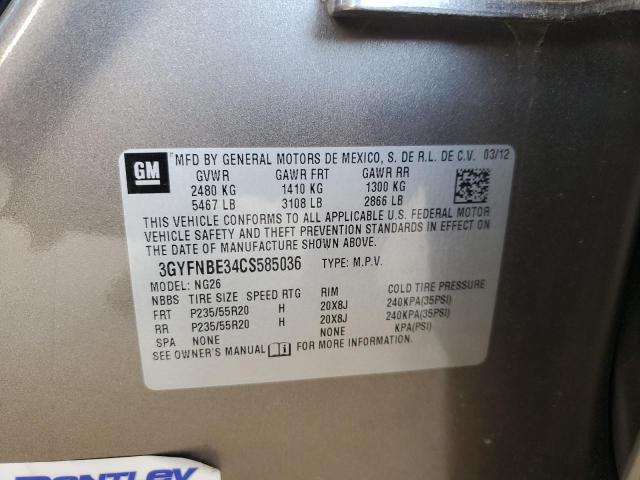 GM
MFD BY GENERAL MOTORS DE MEXICO, S. DE R.L. DE C.V. 03/12
GVWR GAWR FRT GAWR RR
2480 KG 1410 KG 1300 KG
5467 LB 3108 LB 2866 LB
THIS VEHICLE CONFORMS TO ALL APPLICABLE U.S. FEDERAL MOTOR
VEHICLE SAFETY AND THEFT PREVENTION STANDARDS IN EFFECT ON
THE DATE OF MANUFACTURE SHOWN ABOVE.
3GYFNBE34CS585036 TYPE: M.P.V.
MODEL: NG26
NBBS TIRE SIZE SPEED RTG RIM COLD TIRE PRESSURE
FRT P235/55R20 H 20X8J 240KPA(35PSI)
RR P235/55R20 H 20X8J 240KPA(35PSI)
SPA NONE NONE KPA(PSI)
SEE OWNER'S MANUAL i FOR MORE INFORMATION.
BENTLEY